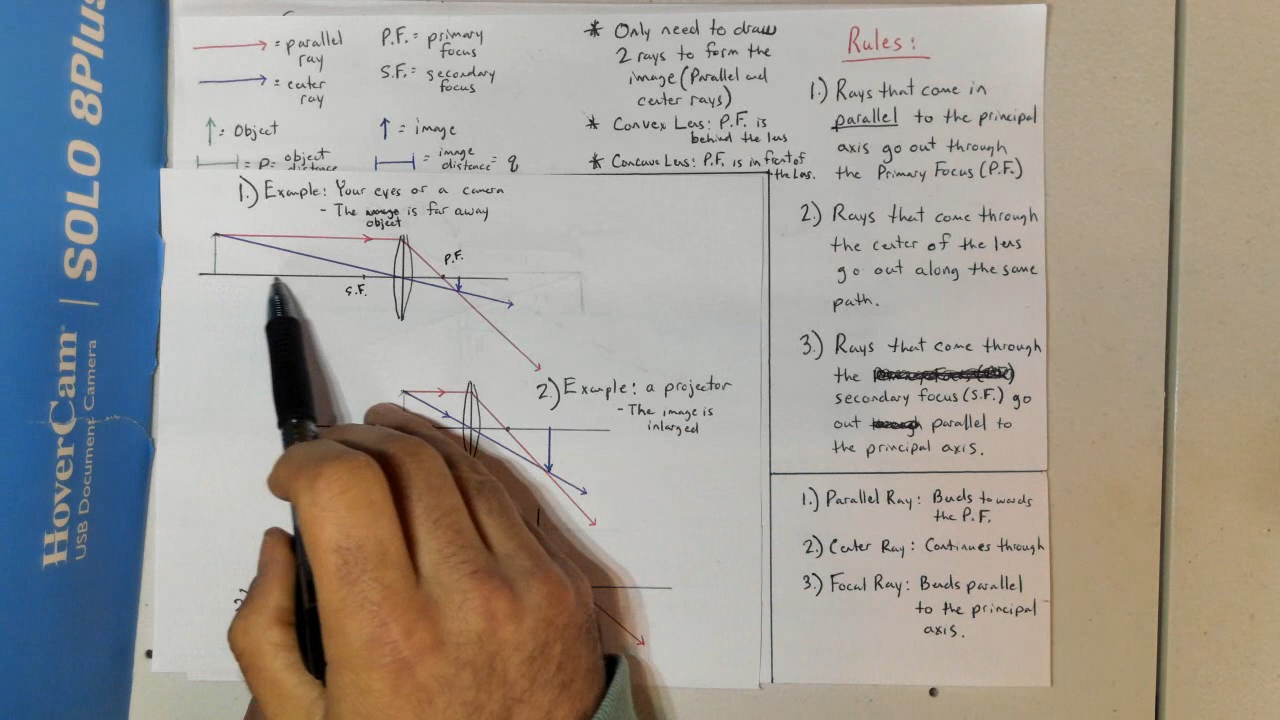 HoverCam® | SOLO 8Plus
USB Document Camera
= parallel
ray
= center
ray
P.F. = primary
focus
S.F. = secondary
focus
= Object
= image
= P = object
distance
= image
distance = q
* Only need to draw
2 rays to form the
image (Parallel and
center rays)
* Convex Lens: P.F. is
behind the lens
* Concave Lens: P.F. is in front of
the lens.
1.) Example: Your eyes or a camera
- The object is far away
P.F.
S.F.
2.) Example: a projector
- The image is
inlarged
Rules:
1.) Rays that come in
parallel to the principal
axis go out through
the Primary Focus (P.F.)
2.) Rays that come through
the center of the lens
go out along the same
path.
3.) Rays that come through
the
secondary focus (S.F.) go
out parallel to
the principal axis.
1.) Parallel Ray: Bends towards
the P.F.
2.) Center Ray: Continues through
3.) Focal Ray: Bends parallel
to the principal
axis.